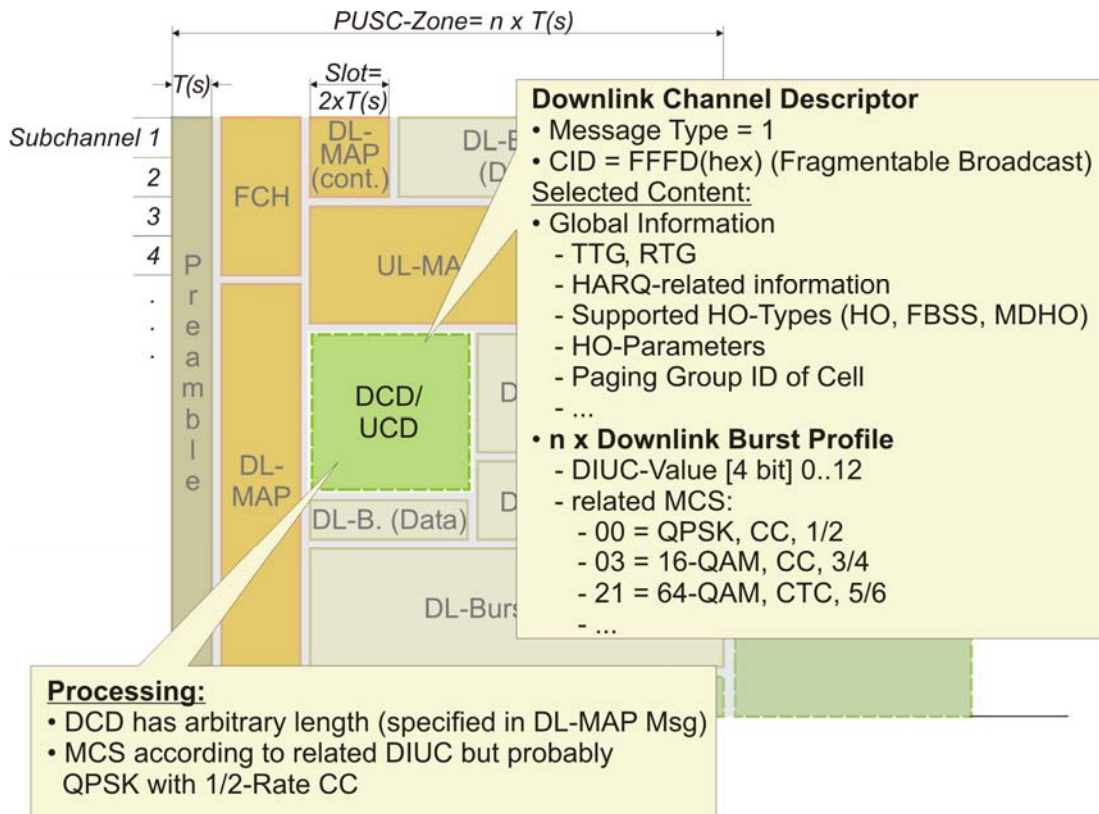 PUSC-Zone= n x T(s)
T(s)
Slot=
2xT(s)
Subchannel 1
2
3
4
.
.
.
Preamble
FCH
DL-
MAP
DL-
MAP
(cont.)
UL-MA
DCD/
UCD
DL-B. (Data)
DL-Burs
Downlink Channel Descriptor
• Message Type = 1
• CID = FFFD(hex) (Fragmentable Broadcast)
Selected Content:
• Global Information
- TTG, RTG
- HARQ-related information
- Supported HO-Types (HO, FBSS, MDHO)
- HO-Parameters
- Paging Group ID of Cell
- ...
• n x Downlink Burst Profile
- DIUC-Value [4 bit] 0..12
- related MCS:
- 00 = QPSK, CC, 1/2
- 03 = 16-QAM, CC, 3/4
- 21 = 64-QAM, CTC, 5/6
- ...
Processing:
• DCD has arbitrary length (specified in DL-MAP Msg)
• MCS according to related DIUC but probably
QPSK with 1/2-Rate CC